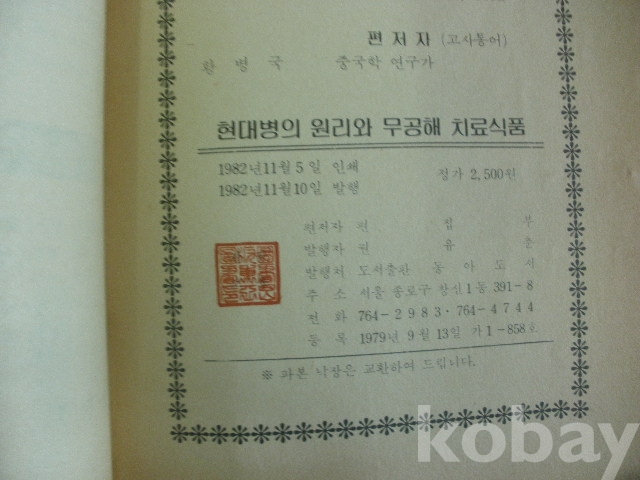 편 저 자 (고사통어)
황 병 국 중국학 연구가
현대병의 원리와 무공해 치료식품
1982년11월 5 일 인쇄
1982년11월10일 발행
정가 2,500원
편저자 편 집 부
발행자 권 유 춘
발행처 도서출판 동 아 도 서
주 소 서울 종로구 창신1동 391-8
전 화 764-2983·764-4744
등 록 1979년 9월 13일 가1-858호
※ 파본 낙장은 교환하여 드립니다.
kobay